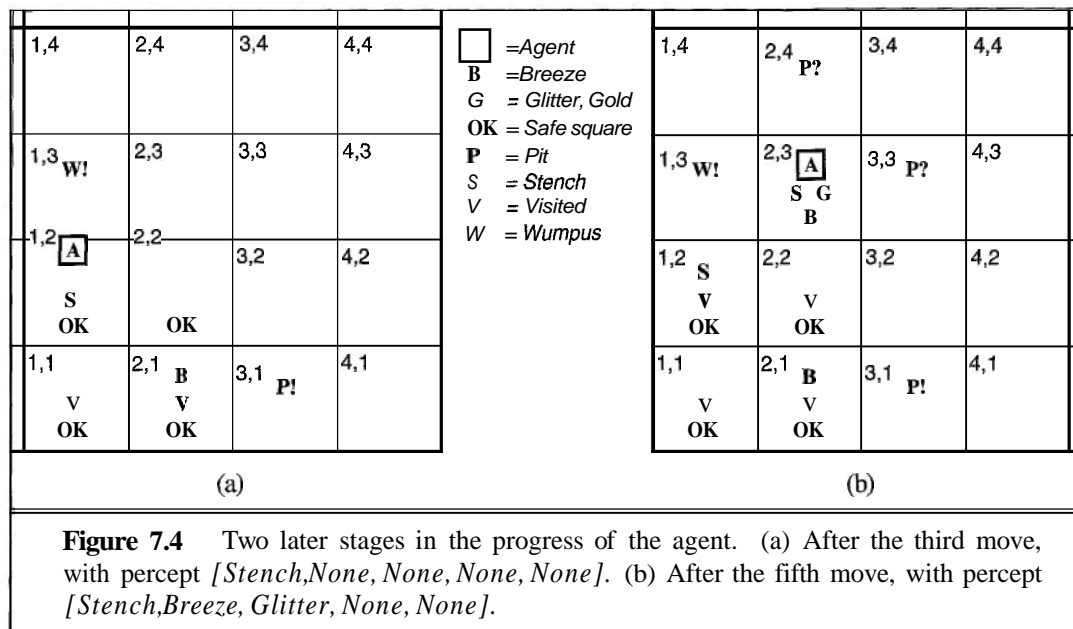 1,4 2,4 3,4 4,4
1,3 W! 2,3 3,3 4,3
1,2 A 2,2 3,2 4,2
S
OK OK
1,1 2,1 B 3,1 P! 4,1
V V
OK OK
(a)
=Agent
B =Breeze
G = Glitter, Gold
OK = Safe square
P = Pit
S = Stench
V = Visited
W = Wumpus
1,4 2,4 P? 3,4 4,4
1,3 W! 2,3 A 3,3 P? 4,3
S G
B
1,2 S 2,2 3,2 4,2
V V
OK OK
1,1 2,1 B 3,1 P! 4,1
V V
OK OK
(b)
Figure 7.4 Two later stages in the progress of the agent. (a) After the third move,
with percept [Stench,None, None, None, None]. (b) After the fifth move, with percept
[Stench,Breeze, Glitter, None, None].